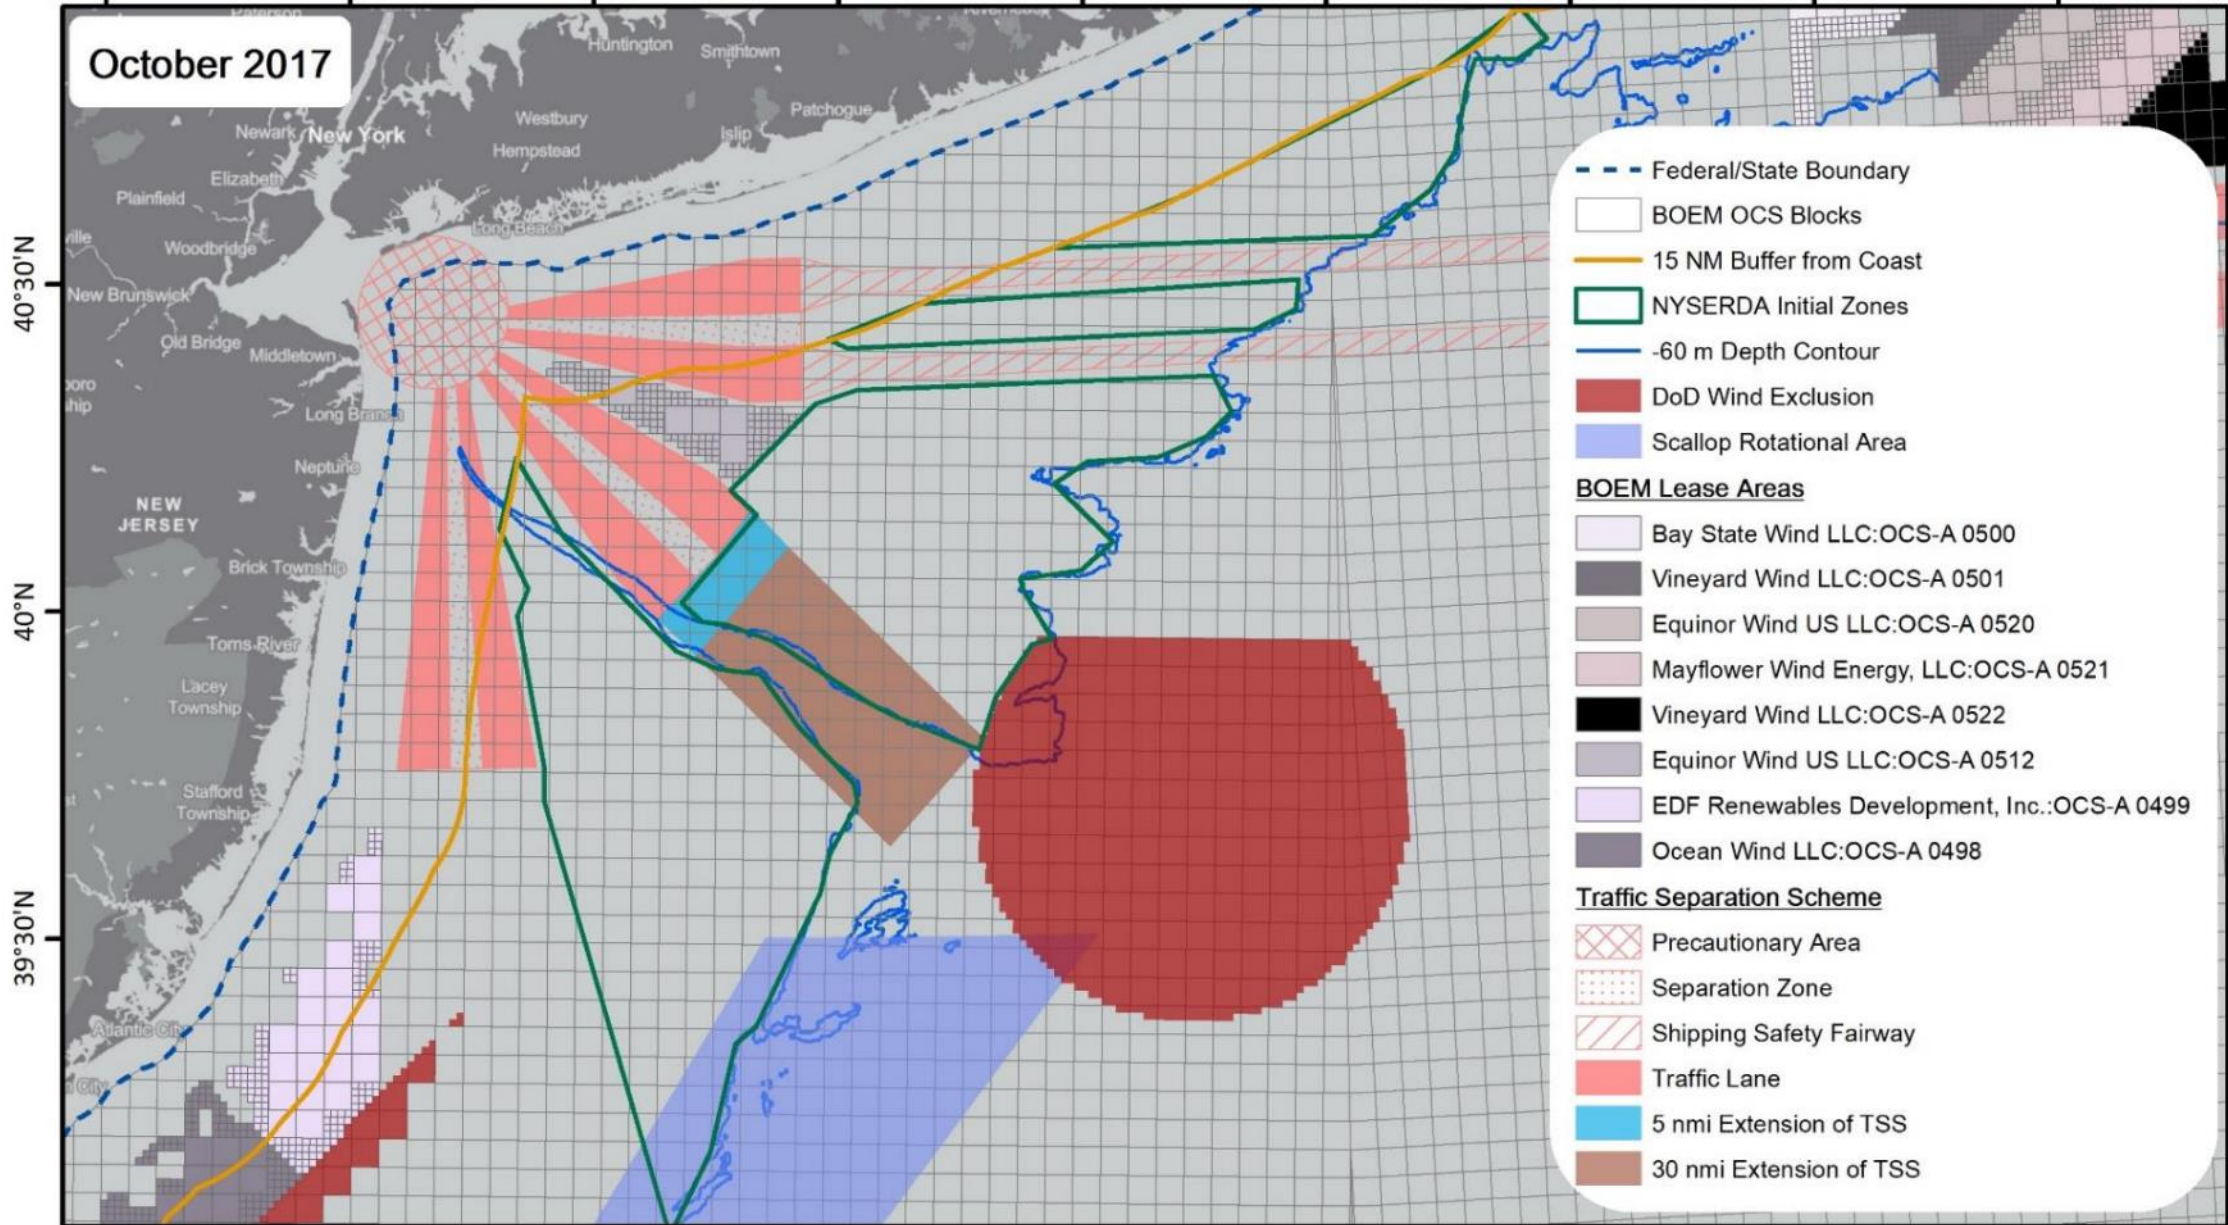 October 2017
Huntington
Smithtown
Patchogue
Westbury
Islip
Newark
New York
Hempstead
Elizabeth
Plainfield
Long Beach
Woodbridge
New Brunswick
Old Bridge
Middletown
Long Branch
Neptune
NEW
JERSEY
Brick Township
Toms River
Lacey
Township
Stafford
Township
Atlantic City
40°30'N
40°N
39°30'N
Federal/State Boundary
BOEM OCS Blocks
15 NM Buffer from Coast
NYSERDA Initial Zones
-60 m Depth Contour
DoD Wind Exclusion
Scallop Rotational Area
BOEM Lease Areas
Bay State Wind LLC:OCS-A 0500
Vineyard Wind LLC:OCS-A 0501
Equinor Wind US LLC:OCS-A 0520
Mayflower Wind Energy, LLC:OCS-A 0521
Vineyard Wind LLC:OCS-A 0522
Equinor Wind US LLC:OCS-A 0512
EDF Renewables Development, Inc.:OCS-A 0499
Ocean Wind LLC:OCS-A 0498
Traffic Separation Scheme
Precautionary Area
Separation Zone
Shipping Safety Fairway
Traffic Lane
5 nmi Extension of TSS
30 nmi Extension of TSS